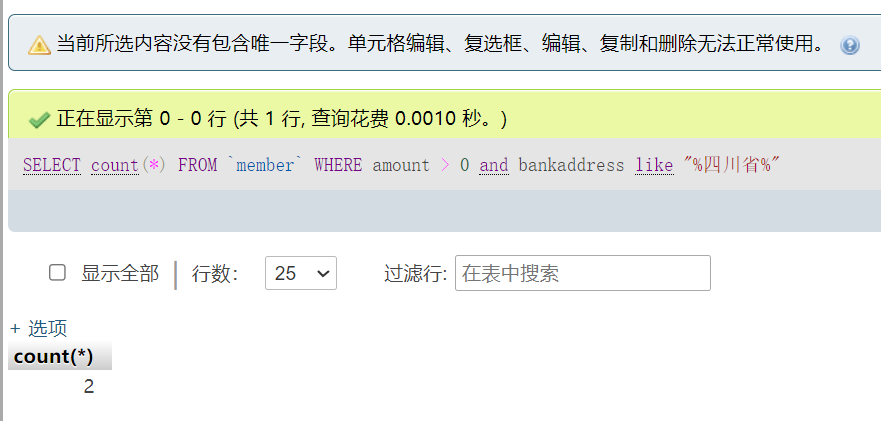 当前所选内容没有包含唯一字段。单元格编辑、复选框、编辑、复制和删除无法正常使用。
正在显示第 0 - 0 行 (共 1 行, 查询花费 0.0010 秒。)
SELECT count(*) FROM `member` WHERE amount > 0 and bankaddress like "%四川省%"
显示全部 | 行数： 25 过滤行: 在表中搜索
+ 选项
count(*)
2